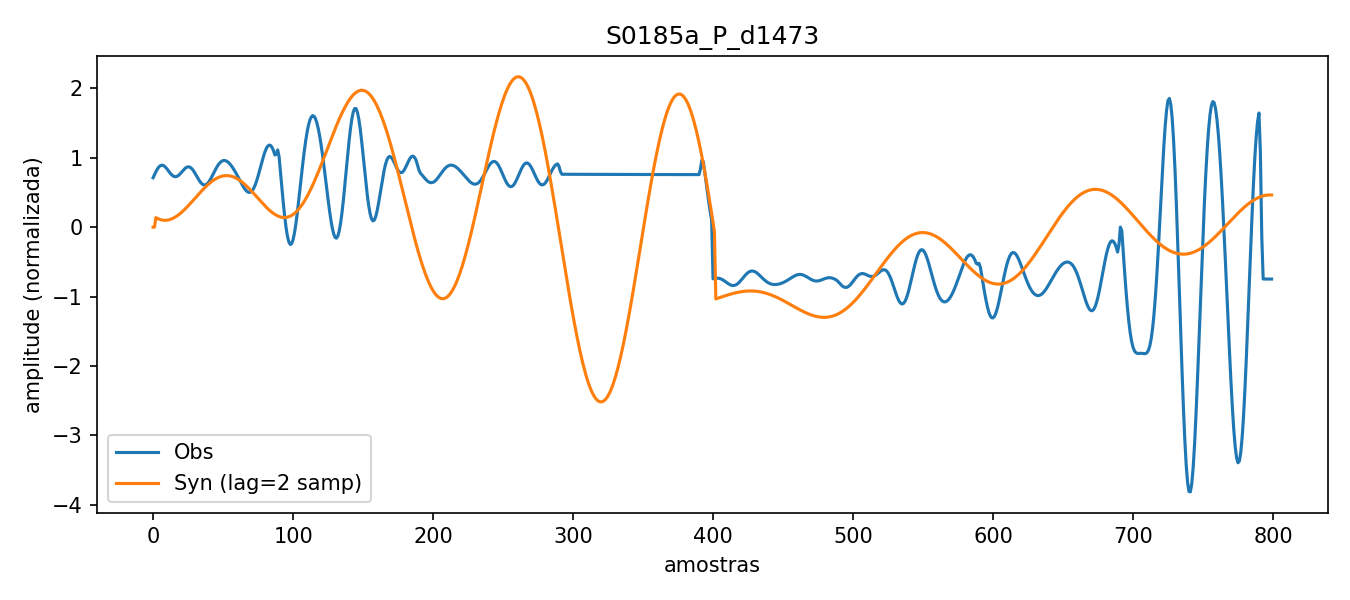 S0185a_P_d1473
amplitude (normalizada)
2
1
0
−1
−2
−3
−4
Obs
Syn (lag=2 samp)
0 100 200 300 400 500 600 700 800
amostras